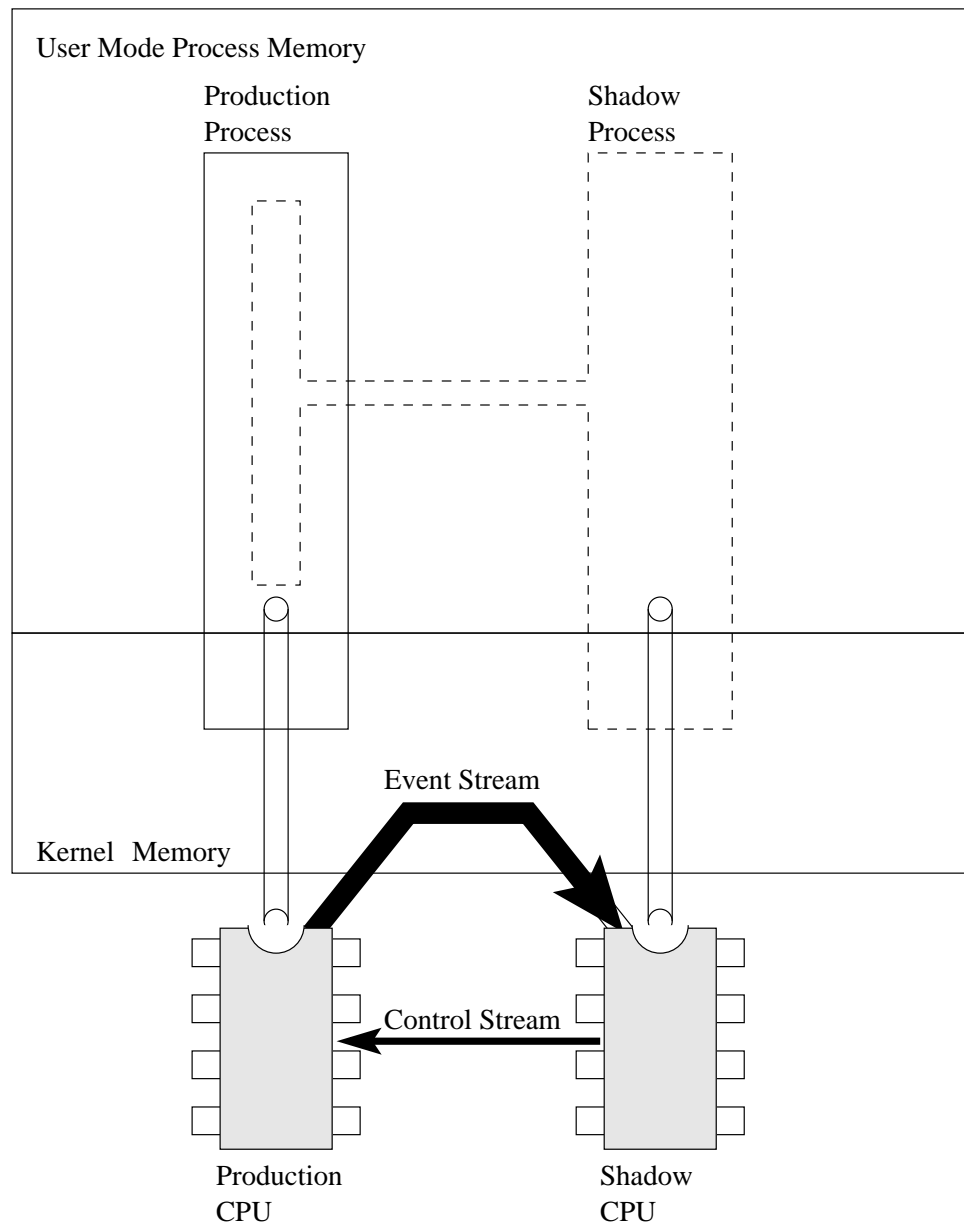 User Mode Process Memory
Production
Process
Shadow
Process
Event Stream
Kernel Memory
Control Stream
Production
CPU
Shadow
CPU